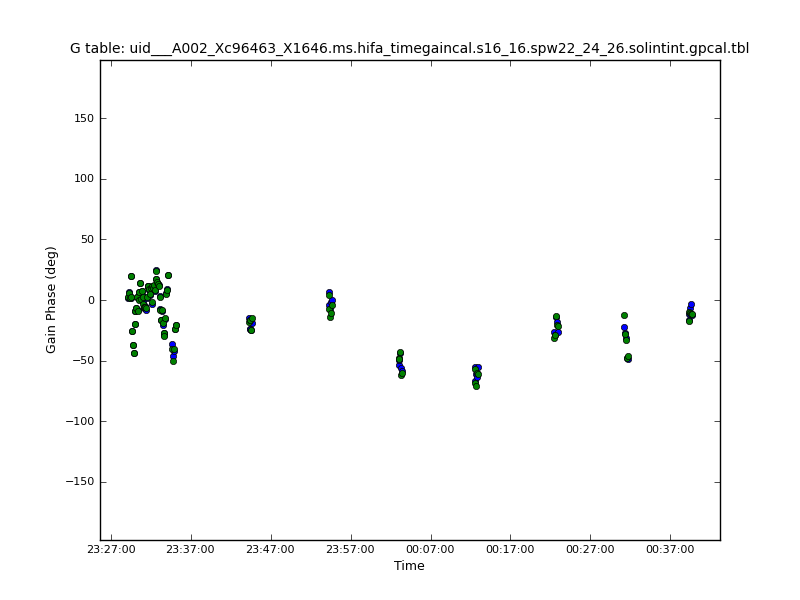 G table: uid___A002_Xc96463_X1646.ms.hifa_timegaincal.s16_16.spw22_24_26.solintint.gpcal.tbl
150
100
50
0
−50
−100
−150
Gain Phase (deg)
23:27:00 23:37:00 23:47:00 23:57:00 00:07:00 00:17:00 00:27:00 00:37:00
Time